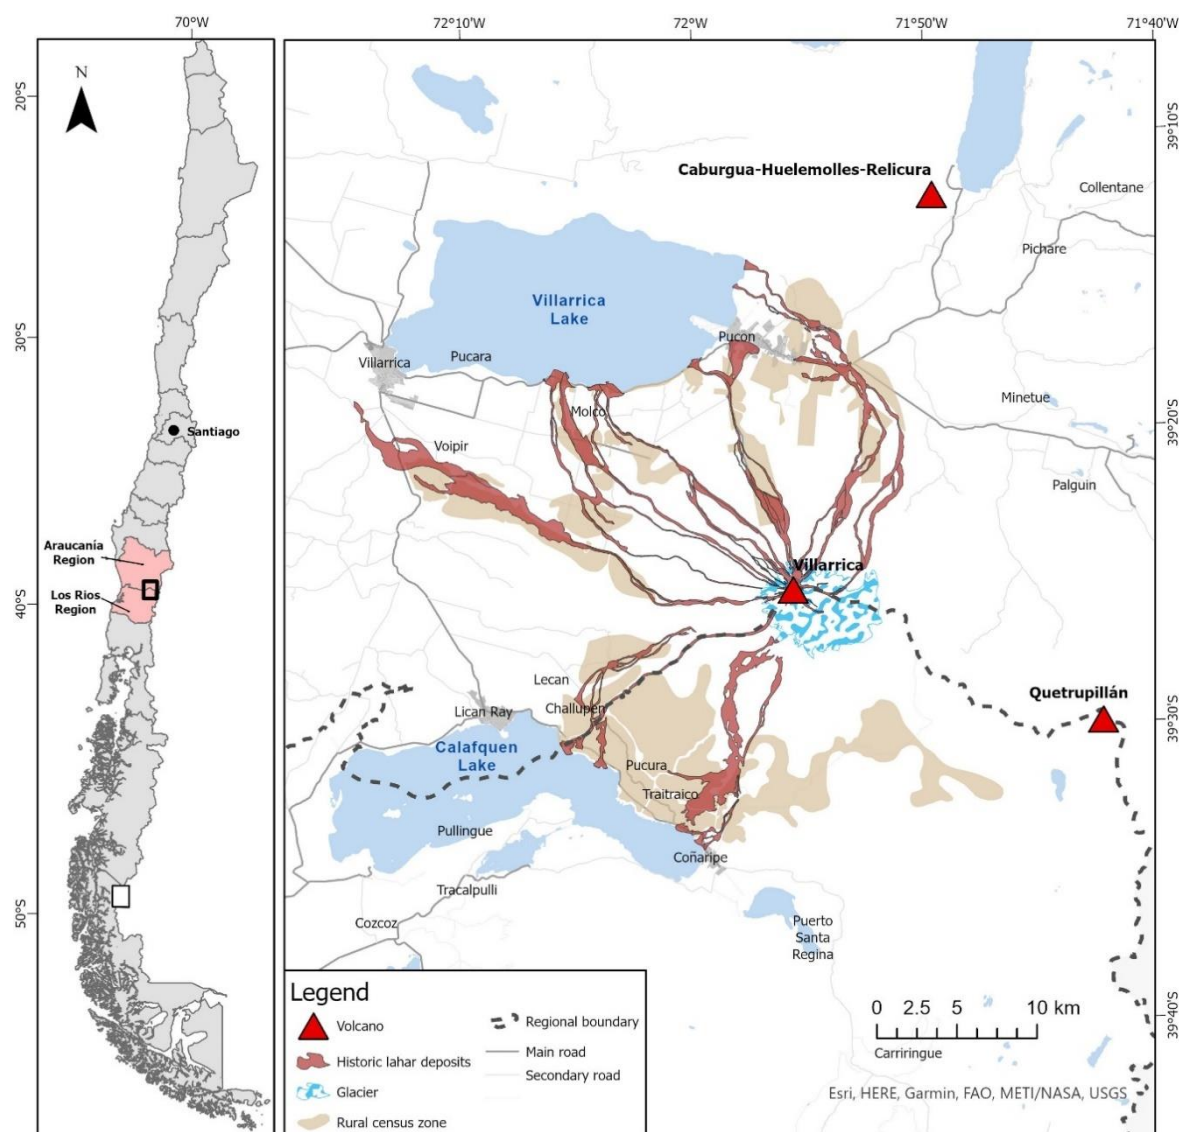 70°W
72°10'W
72°W
71°50'W
71°40'W
N
20°S
30°S
40°S
50°S
Santiago
Araucanía
Region
Los Rios
Region
39°10'S
39°20'S
39°30'S
39°40'S
Caburgua-Huelemolles-Relicura
Collentane
Pichare
Villarrica
Lake
Pucon
Villarrica
Pucara
Minetue
Molco
Voipir
Palguin
Villarrica
Lecan
Quetrupillán
Lican Ray
Challupen
Calafquen
Lake
Pucura
Traitraico
Pullingue
Coñaripe
Tracalpulli
Cozcoz
Puerto
Santa
Regina
Legend
Volcano
Historic lahar deposits
Glacier
Rural census zone
Regional boundary
Main road
Secondary road
0 2.5 5 10 km
Carriringue
Esri, HERE, Garmin, FAO, METI/NASA, USGS